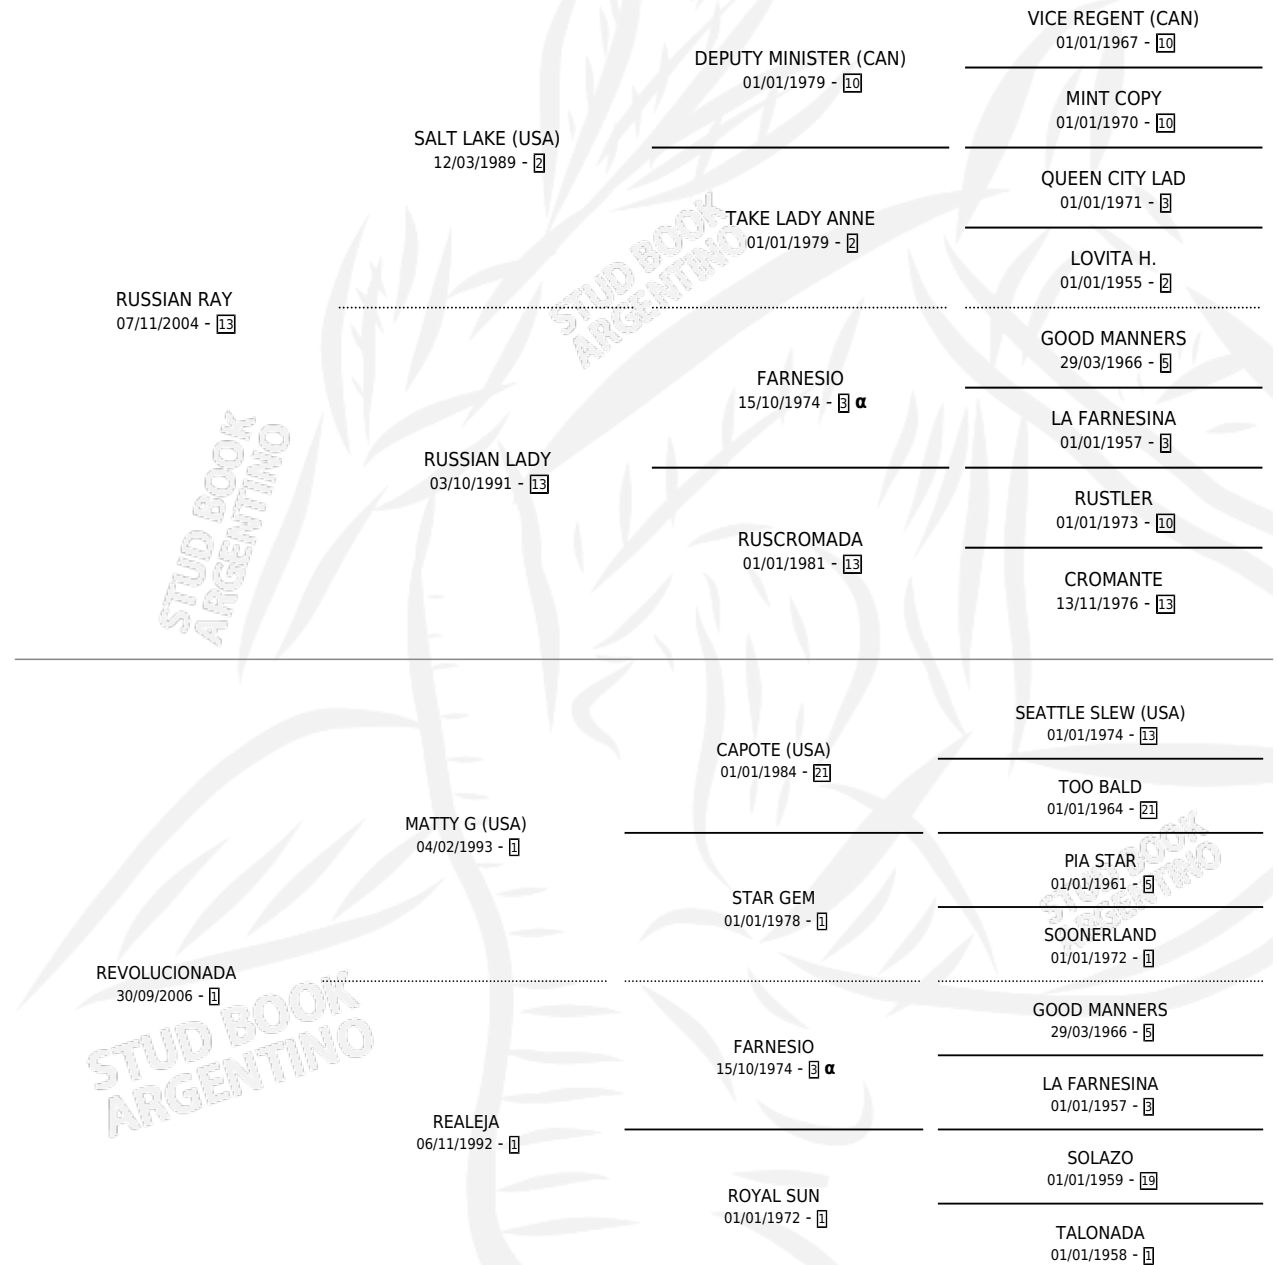 VICE REGENT (CAN)
01/01/1967 - 10
DEPUTY MINISTER (CAN)
01/01/1979 - 10
MINT COPY
01/01/1970 - 10
SALT LAKE (USA)
12/03/1989 - 2
QUEEN CITY LAD
01/01/1971 - 3
TAKE LADY ANNE
01/01/1979 - 2
LOVITA H.
01/01/1955 - 2
RUSSIAN RAY
07/11/2004 - 13
GOOD MANNERS
29/03/1966 - 5
FARNESIO
15/10/1974 - 3 α
LA FARNESINA
01/01/1957 - 3
RUSSIAN LADY
03/10/1991 - 13
RUSTLER
01/01/1973 - 10
RUSCROMADA
01/01/1981 - 13
CROMANTE
13/11/1976 - 13
SEATTLE SLEW (USA)
01/01/1974 - 13
CAPOTE (USA)
01/01/1984 - 21
TOO BALD
01/01/1964 - 21
MATTY G (USA)
04/02/1993 - 1
PIA STAR
01/01/1961 - 5
STAR GEM
01/01/1978 - 1
SOONERLAND
01/01/1972 - 1
REVOLUCIONADA
30/09/2006 - 1
GOOD MANNERS
29/03/1966 - 5
FARNESIO
15/10/1974 - 3 α
LA FARNESINA
01/01/1957 - 3
REALEJA
06/11/1992 - 1
SOLAZO
01/01/1959 - 19
ROYAL SUN
01/01/1972 - 1
TALONADA
01/01/1958 - 1
STUD BOOK
ARGENTINO
STUD BOOK
ARGENTINO
STUD BOOK
ARGENTINO
STUD BOOK
ARGENTINO